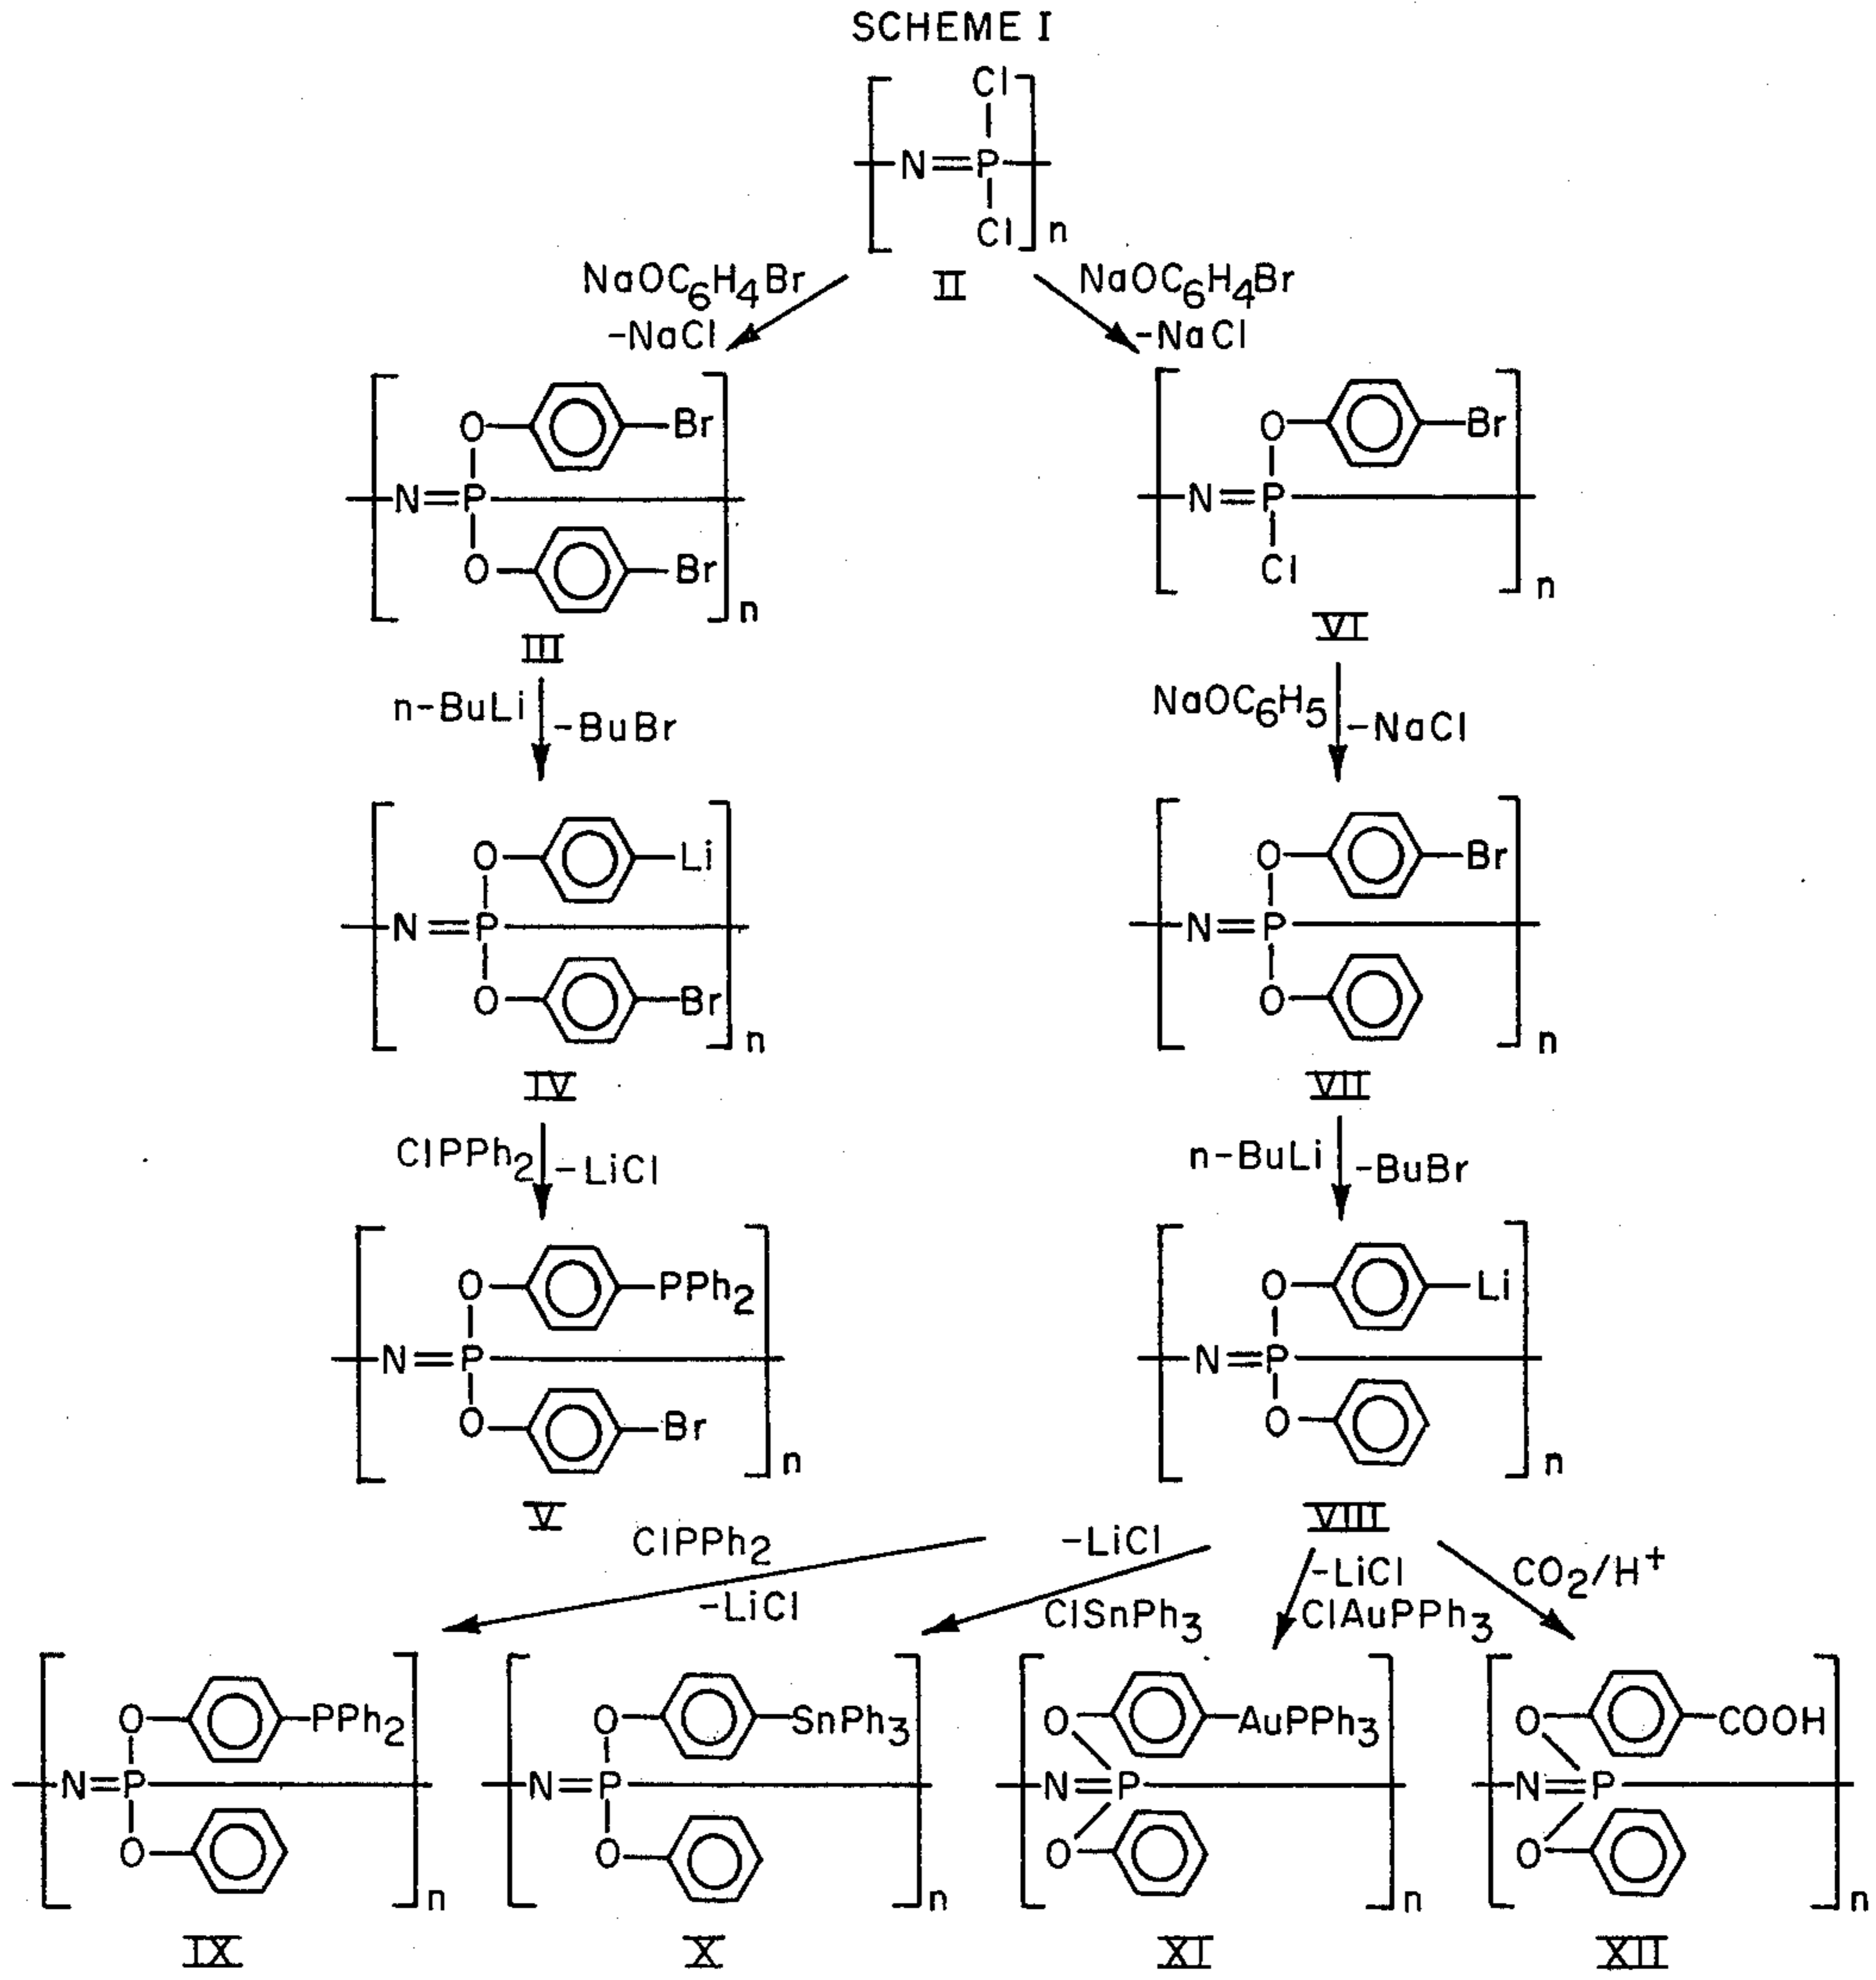 SCHEME I
Cl
N=P
Cl
n
II
NaOC6H4Br
-NaCl
NaOC6H4Br
-NaCl
O Br
N=P
O Br
n
III
O Br
N=P
Cl
n
VI
n-BuLi -BuBr
NaOC6H5 -NaCl
O Li
N=P
O Br
n
IV
O Br
N=P
O
n
VII
ClPPh2 -LiCl
n-BuLi -BuBr
O PPh2
N=P
O Br
n
V
O Li
N=P
O
n
VIII
ClPPh2
-LiCl
-LiCl
ClSnPh3
-LiCl
ClAuPPh3
CO2/H+
O PPh2
N=P
O
n
IX
O SnPh3
N=P
O
n
X
O AuPPh3
N=P
O
n
XI
O COOH
N=P
O
n
XII